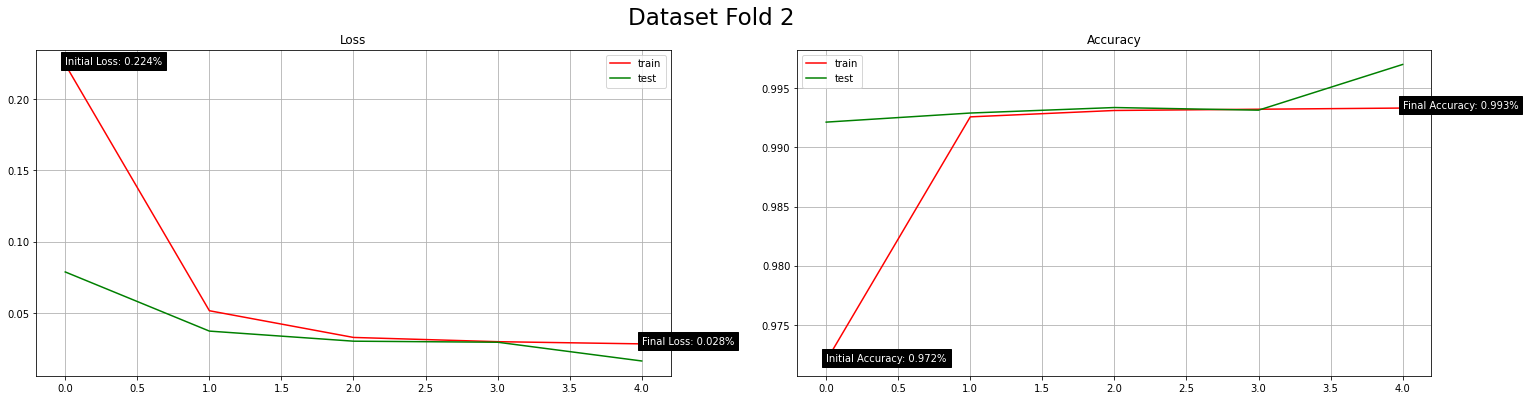 Dataset Fold 2
Loss
Initial Loss: 0.224%
train
test
0.20
0.15
0.10
0.05
Final Loss: 0.028%
0.0 0.5 1.0 1.5 2.0 2.5 3.0 3.5 4.0
Accuracy
train
test
0.995
0.990
0.985
0.980
0.975
Final Accuracy: 0.993%
Initial Accuracy: 0.972%
0.0 0.5 1.0 1.5 2.0 2.5 3.0 3.5 4.0